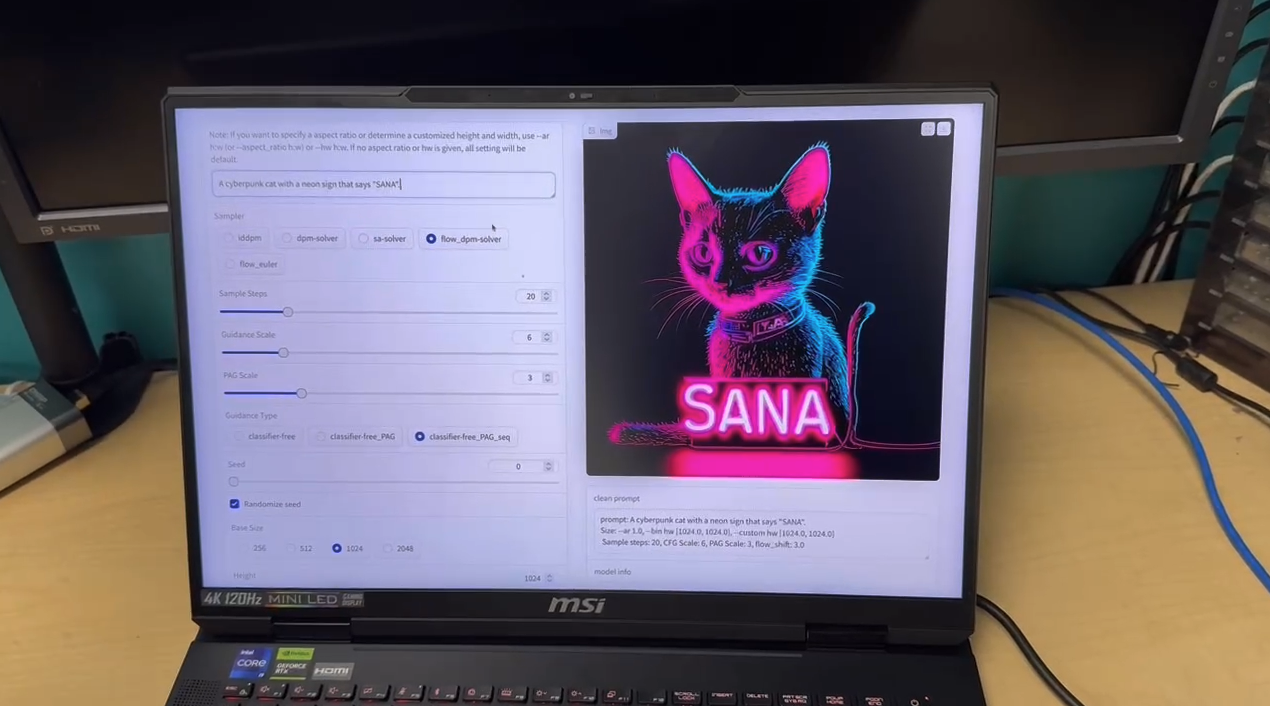 HDMI
Note: If you want to specify a aspect ratio or determine a customized height and width, use --ar
h:w (or --aspect_ratio h:w) or --hw h:w. If no aspect ratio or hw is given, all setting will be
default.
A cyberpunk cat with a neon sign that says "SANA".
Sampler
iddpm
dpm-solver
sa-solver
flow_dpm-solver
flow_euler
Sample Steps
20
Guidance Scale
6
PAG Scale
3
Guidance Type
classifier-free
classifier-free_PAG
classifier-free_PAG_seq
Seed
0
Randomize seed
Base Size
256
512
1024
2048
Height
1024
Img
SANA
clean prompt
prompt: A cyberpunk cat with a neon sign that says "SANA".
Size: --ar 1.0, --bin hw [1024.0, 1024.0], --custom hw [1024.0, 1024.0]
Sample steps: 20, CFG Scale: 6, PAG Scale: 3, flow_shift: 3.0
model info
4K 120Hz MINI LED GAMING DISPLAY
msi
intel
CORE
i9
NVIDIA
GEFORCE
RTX
HDMI
SCROLL LOCK
INSERT
DELETE